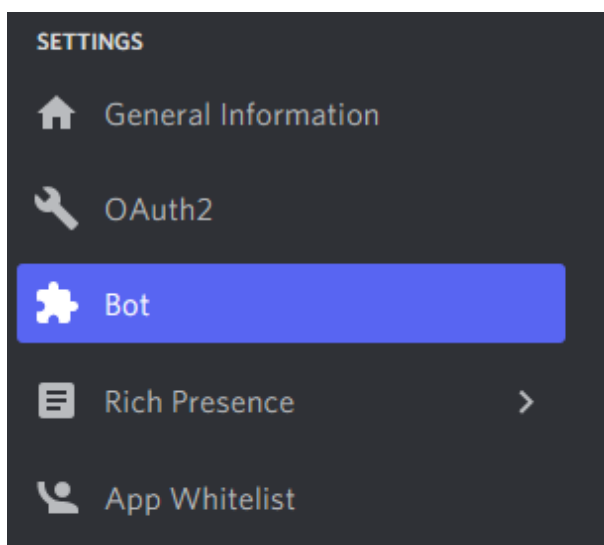 SETTINGS
General Information
OAuth2
Bot
Rich Presence
App Whitelist